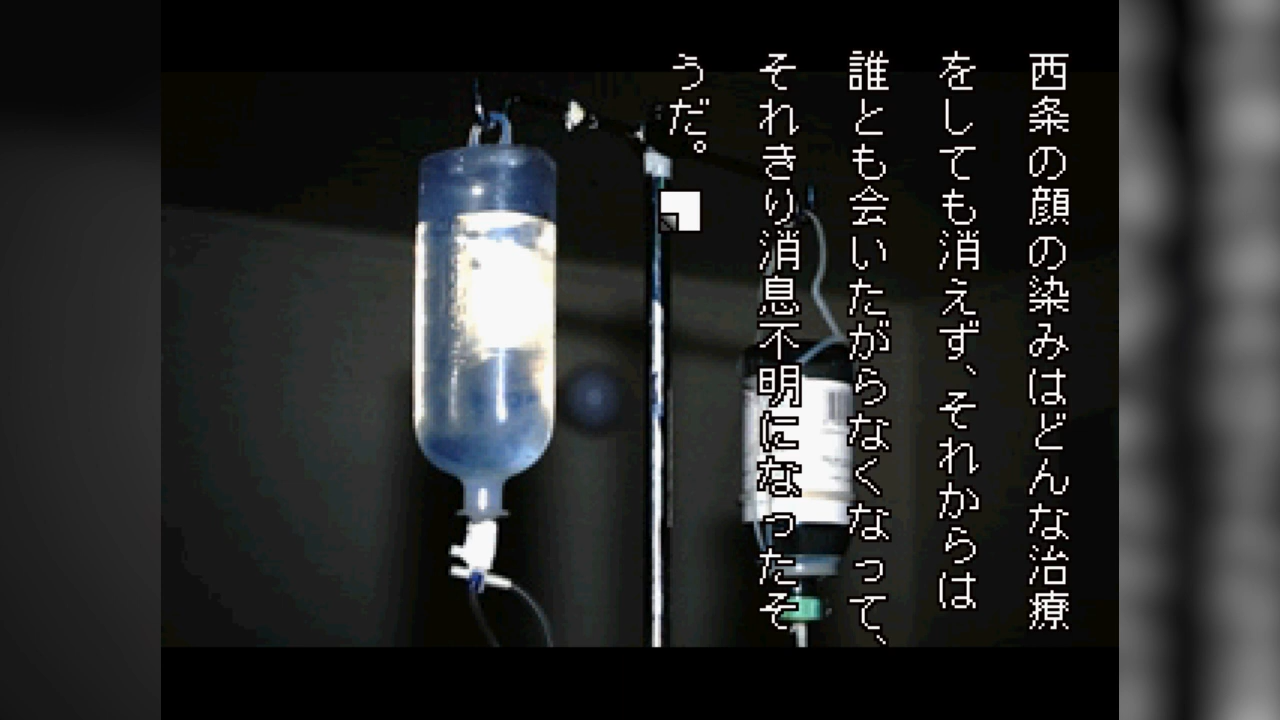 西条の顔の染みはどんな治療
をしても消えず、それからは
誰とも会いたがらなくなって、
それきり消息不明になったそ
うだ。